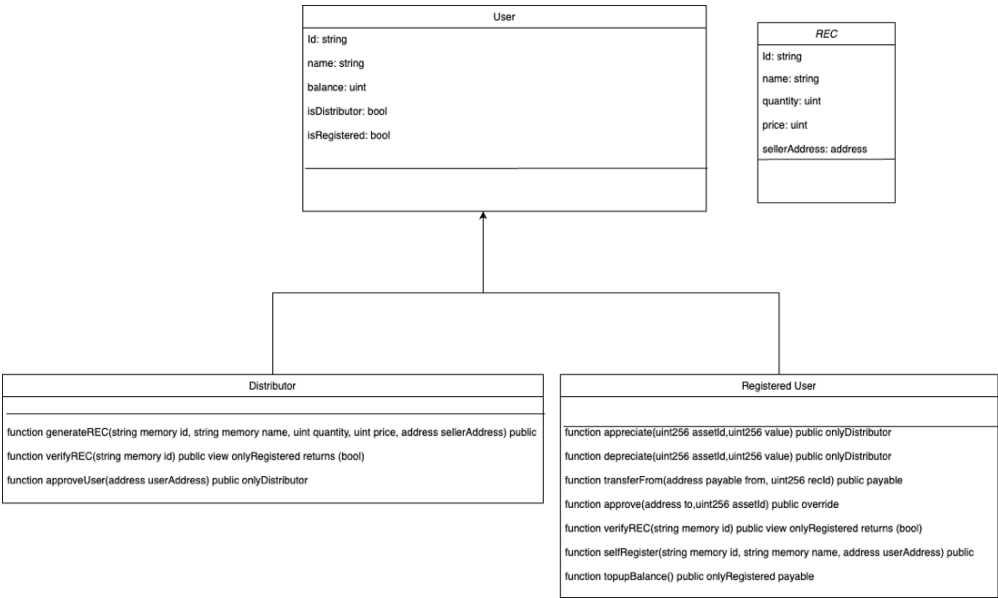 User
Id: string
name: string
balance: uint
isDistributor: bool
isRegistered: bool
REC
Id: string
name: string
quantity: uint
price: uint
sellerAddress: address
Distributor
function generateREC(string memory id, string memory name, uint quantity, uint price, address sellerAddress) public
function verifyREC(string memory id) public view onlyRegistered returns (bool)
function approveUser(address userAddress) public onlyDistributor
Registered User
function appreciate(uint256 assetId,uint256 value) public onlyDistributor
function depreciate(uint256 assetId,uint256 value) public onlyDistributor
function transferFrom(address payable from, uint256 recId) public payable
function approve(address to,uint256 assetId) public override
function verifyREC(string memory id) public view onlyRegistered returns (bool)
function selfRegister(string memory id, string memory name, address userAddress) public
function topupBalance() public onlyRegistered payable